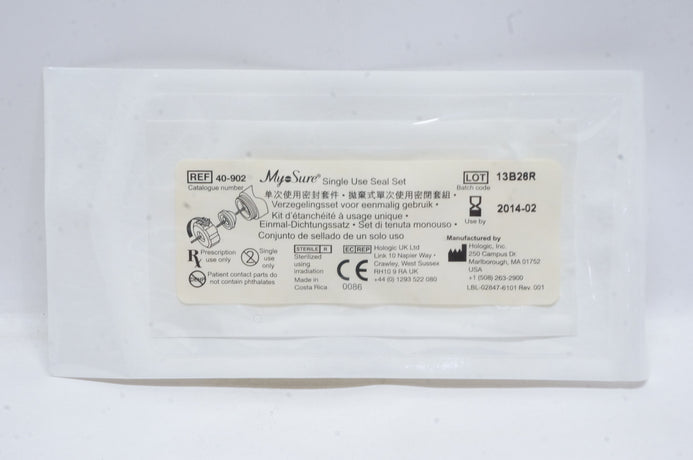 REF 40-902
Catalogue number
MyoSure® Single Use Seal Set
单次使用密封套件・拋棄式單次使用密閉套組・
Verzegelingsset voor eenmalig gebruik・
Kit d'étanchéité à usage unique・
Einmal-Dichtungssatz・Set di tenuta monouso・
Conjunto de sellado de un solo uso
LOT 13B26R
Batch code
2014-02
Use by
Rx Prescription
use only
Single
use
only
Patient contact parts do
not contain phthalates
STERILE R
Sterilized
using
irradiation
Made in
Costa Rica
CE
0086
EC REP Hologic UK Ltd
Link 10 Napier Way・
Crawley, West Sussex
RH10 9 RA UK
+44 (0) 1293 522 080
Manufactured by
Hologic, Inc.
250 Campus Dr.
Marlborough, MA 01752
USA
+1 (508) 263-2900
LBL-02847-6101 Rev. 001